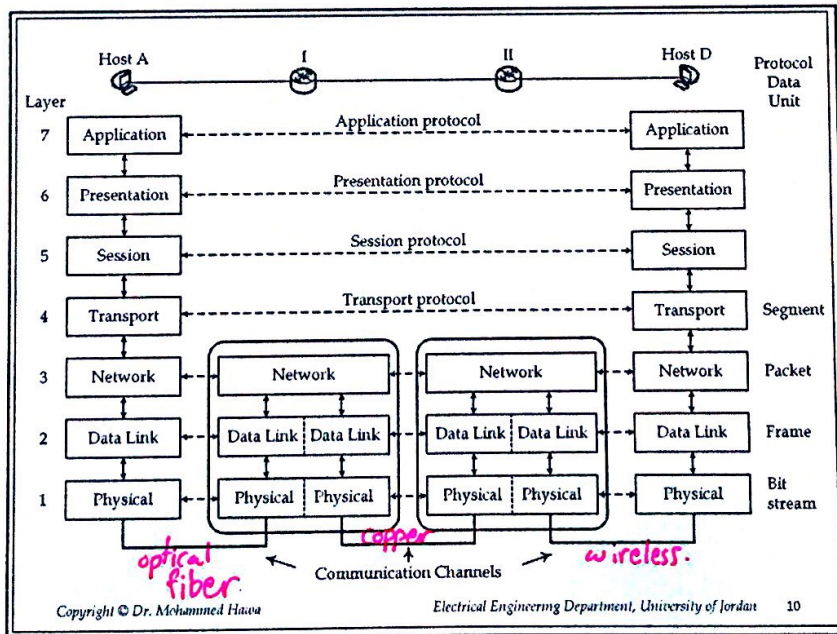 Host A I II Host D Protocol Data Unit
Layer
7 Application Application protocol Application
6 Presentation Presentation protocol Presentation
5 Session Session protocol Session
4 Transport Transport protocol Transport Segment
3 Network Network Network Network Packet
2 Data Link Data Link Data Link Data Link Data Link Data Link Frame
1 Physical Physical Physical Physical Physical Physical Bit stream
optical fiber copper wireless.
Communication Channels
Copyright © Dr. Mohammed Hawa Electrical Engineering Department, University of Jordan 10